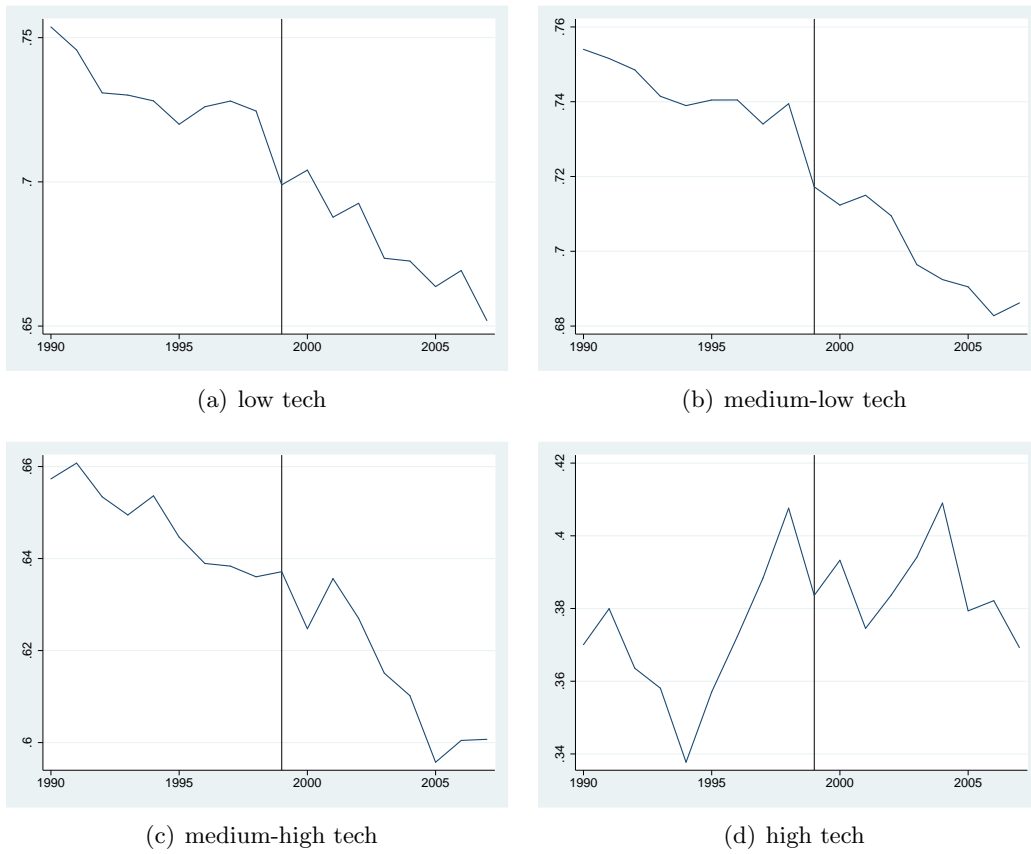 .75
.7
.65
1990 1995 2000 2005
(a) low tech
.76
.74
.72
.7
.68
1990 1995 2000 2005
(b) medium-low tech
.66
.64
.62
.6
1990 1995 2000 2005
(c) medium-high tech
.42
.4
.38
.36
.34
1990 1995 2000 2005
(d) high tech